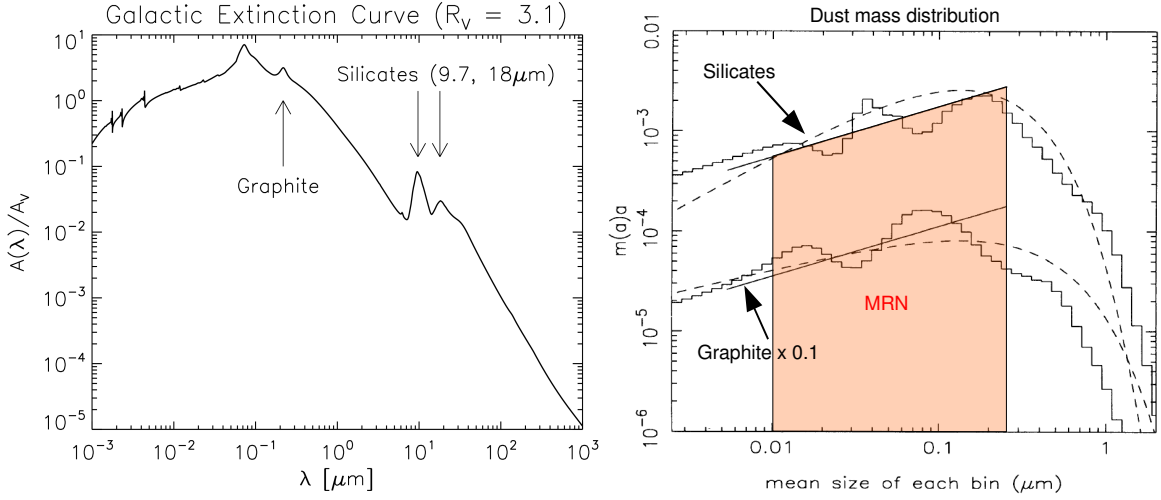 Galactic Extinction Curve (R_V = 3.1)
10^1
10^0
10^-1
10^-2
10^-3
10^-4
10^-5
A(λ)/A_V
Silicates (9.7, 18μm)
Graphite
10^-3
10^-2
10^-1
10^0
10^1
10^2
10^3
λ [μm]
Dust mass distribution
0.01
10^-3
10^-4
10^-5
10^-6
m(a)a
Silicates
MRN
Graphite x 0.1
0.01
0.1
1
mean size of each bin (μm)